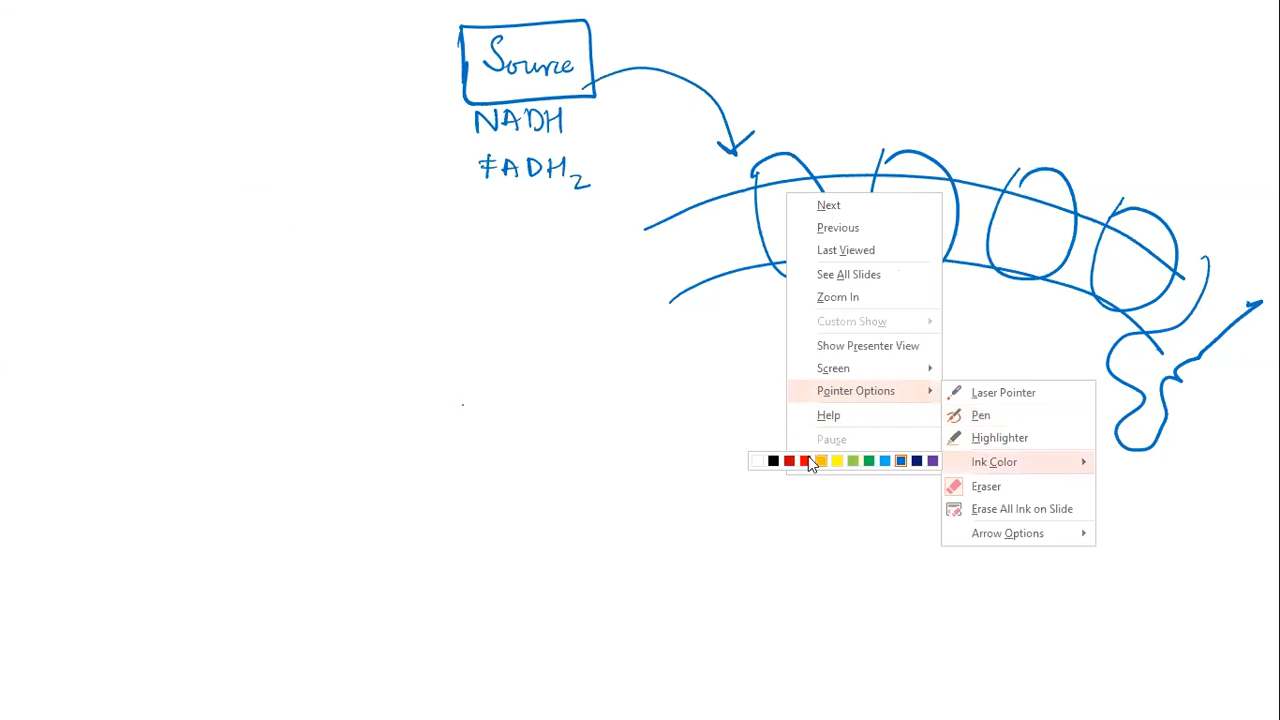 Source
NADH
FADH2
Next
Previous
Last Viewed
See All Slides
Zoom In
Custom Show
Show Presenter View
Screen
Pointer Options
Help
Pause
Laser Pointer
Pen
Highlighter
Ink Color
Eraser
Erase All Ink on Slide
Arrow Options